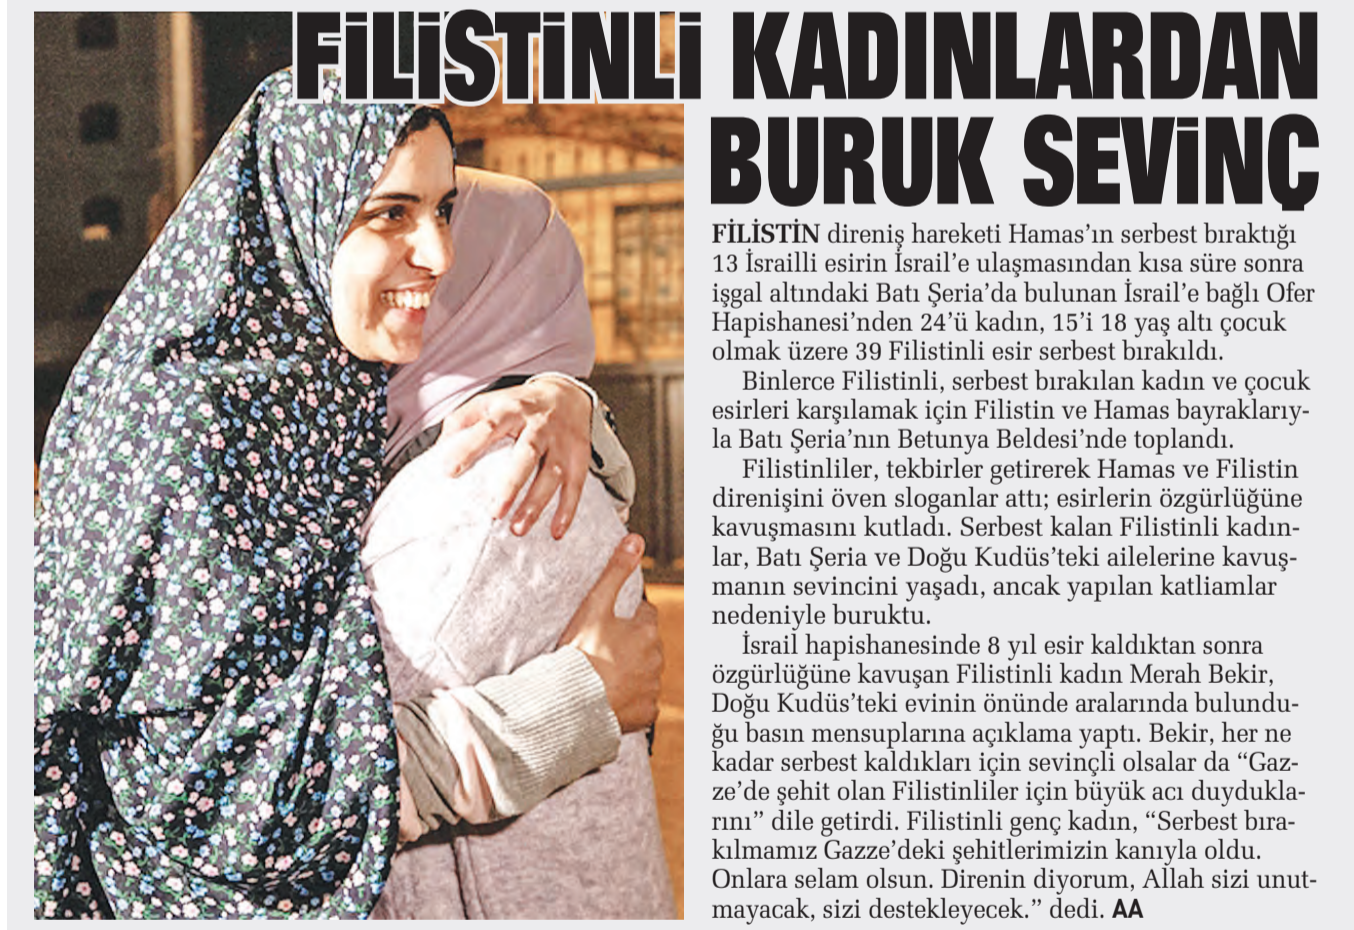 FİLİSTİNLİ KADINLARDAN
BURUK SEVİNÇ
FİLİSTİN direniş hareketi Hamas’ın serbest bıraktığı
13 İsrailli esirin İsrail’e ulaşmasından kısa süre sonra
işgal altındaki Batı Şeria’da bulunan İsrail’e bağlı Ofer
Hapishanesi’nden 24’ü kadın, 15’i 18 yaş altı çocuk
olmak üzere 39 Filistinli esir serbest bırakıldı.
Binlerce Filistinli, serbest bırakılan kadın ve çocuk
esirleri karşılamak için Filistin ve Hamas bayraklarıy-
la Batı Şeria’nın Betunya Beldesi’nde toplandı.
Filistinliler, tekbirler getirerek Hamas ve Filistin
direnişini öven sloganlar attı; esirlerin özgürlüğüne
kavuşmasını kutladı. Serbest kalan Filistinli kadın-
lar, Batı Şeria ve Doğu Kudüs’teki ailelerine kavuş-
manın sevincini yaşadı, ancak yapılan katliamlar
nedeniyle buruktu.
İsrail hapishanesinde 8 yıl esir kaldıktan sonra
özgürlüğüne kavuşan Filistinli kadın Merah Bekir,
Doğu Kudüs’teki evinin önünde aralarında bulundu-
ğu basın mensuplarına açıklama yaptı. Bekir, her ne
kadar serbest kaldıkları için sevinçli olsalar da “Gaz-
ze’de şehit olan Filistinliler için büyük acı duydukla-
rını” dile getirdi. Filistinli genç kadın, “Serbest bıra-
kılmamız Gazze’deki şehitlerimizin kanıyla oldu.
Onlara selam olsun. Direnin diyorum, Allah sizi unut-
mayacak, sizi destekleyecek.” dedi. AA